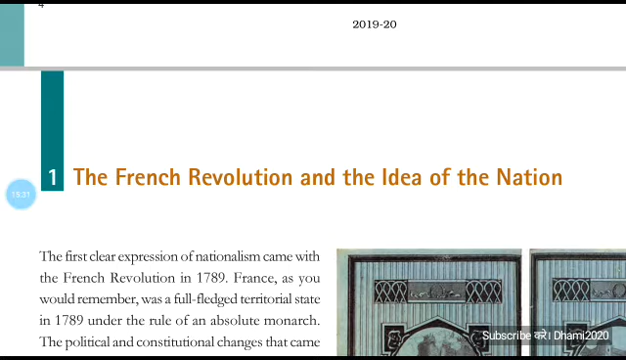 4
2019-20
1 The French Revolution and the Idea of the Nation
15:31
The first clear expression of nationalism came with
the French Revolution in 1789. France, as you
would remember, was a full-fledged territorial state
in 1789 under the rule of an absolute monarch.
The political and constitutional changes that came
Subscribe करे। Dhami2020